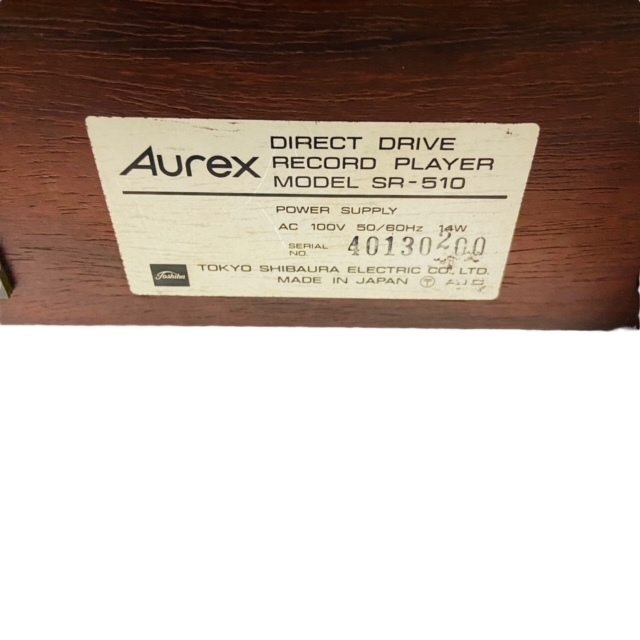 Aurex
DIRECT DRIVE
RECORD PLAYER
MODEL SR-510
POWER SUPPLY
AC 100V 50/60Hz 14W
SERIAL NO. 40130200
Toshiba
TOKYO SHIBAURA ELECTRIC CO., LTD.
MADE IN JAPAN Ⓣ